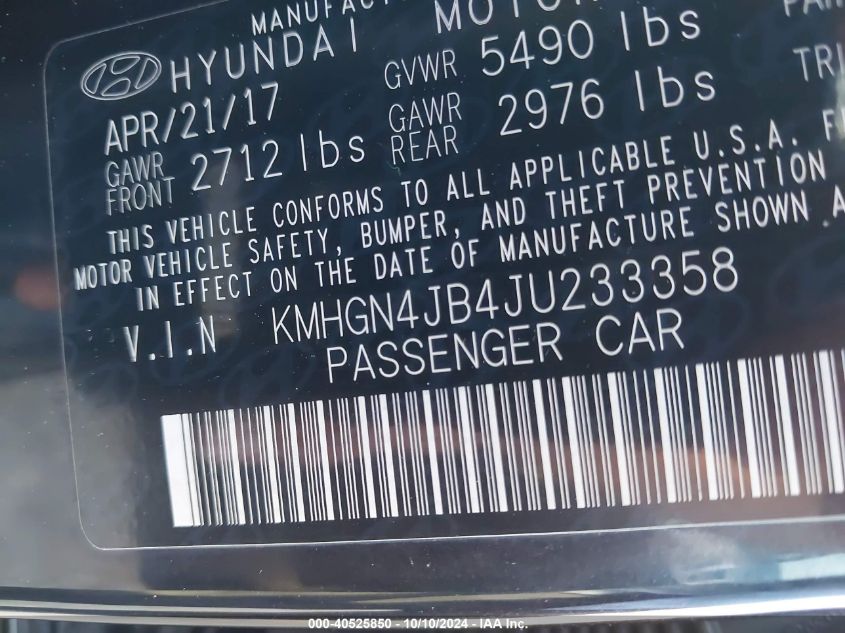 MANUFAC
HYUNDAI MOTOR
APR/21/17 GVWR 5490 lbs
GAWR FRONT 2712 lbs GAWR REAR 2976 lbs
THIS VEHICLE CONFORMS TO ALL APPLICABLE U.S.A.
MOTOR VEHICLE SAFETY, BUMPER, AND THEFT PREVENTION
IN EFFECT ON THE DATE OF MANUFACTURE SHOWN A
V.I.N KMHGN4JB4JU233358
PASSENGER CAR
000-40525850 - 10/10/2024 - IAA Inc.